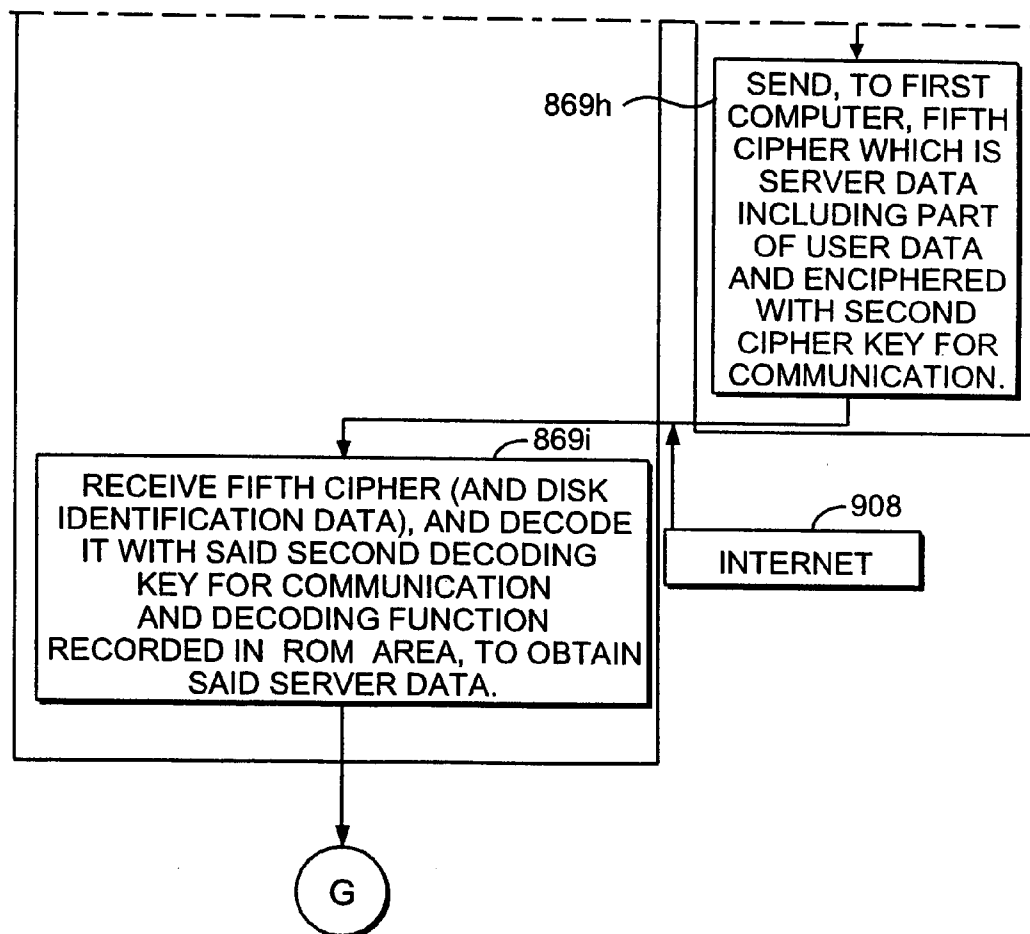 869h
SEND, TO FIRST
COMPUTER, FIFTH
CIPHER WHICH IS
SERVER DATA
INCLUDING PART
OF USER DATA
AND ENCIPHERED
WITH SECOND
CIPHER KEY FOR
COMMUNICATION.
869i
RECEIVE FIFTH CIPHER (AND DISK
IDENTIFICATION DATA), AND DECODE
IT WITH SAID SECOND DECODING
KEY FOR COMMUNICATION
AND DECODING FUNCTION
RECORDED IN ROM AREA, TO OBTAIN
SAID SERVER DATA.
908
INTERNET
G